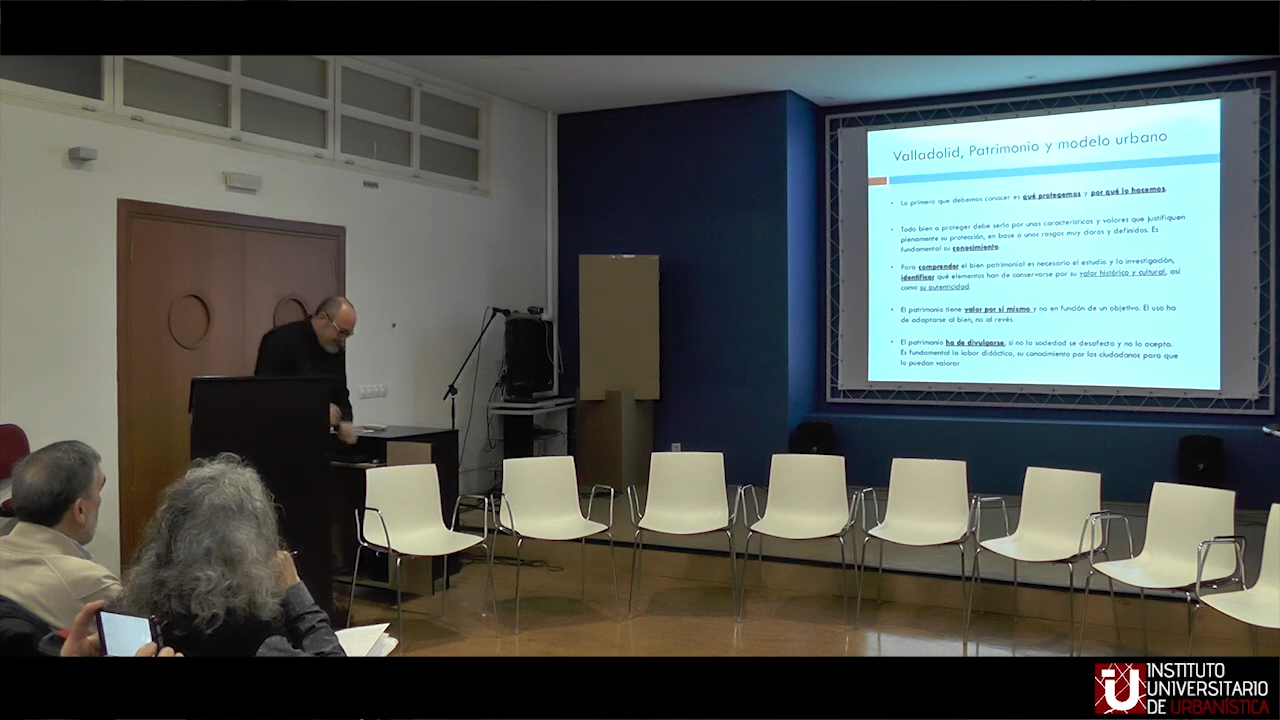 Valladolid, Patrimonio y modelo urbano
• Lo primero que debemos conocer es qué protegemos y por qué lo hacemos.
• Todo bien a proteger debe serlo por unas características y valores que justifiquen
plenamente su protección, en base a unos rasgos muy claros y definidos. Es
fundamental su conocimiento.
• Para comprender el bien patrimonial es necesario el estudio y la investigación,
identificar qué elementos han de conservarse por su valor histórico y cultural, así
como su autenticidad.
• El patrimonio tiene valor por sí mismo y no en función de un objetivo. El uso ha
de adaptarse al bien, no al revés.
• El patrimonio ha de divulgarse, si no la sociedad se desafecta y no lo acepta.
Es fundamental la labor didáctica, su conocimiento por los ciudadanos para que
lo puedan valorar.
INSTITUTO
UNIVERSITARIO
DE URBANÍSTICA